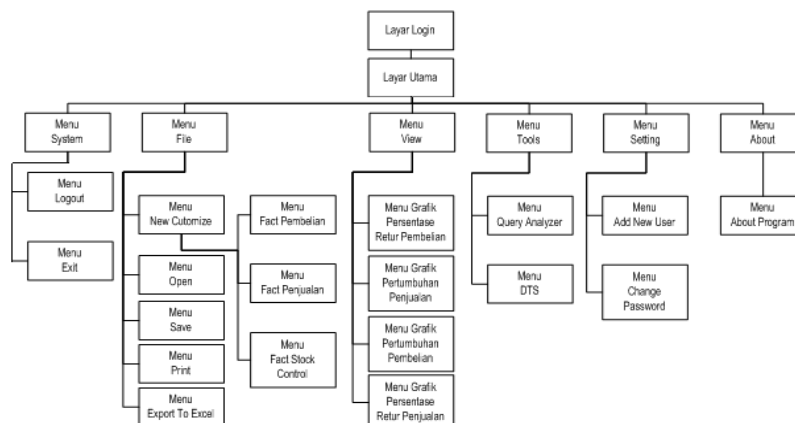 Layar Login
Layar Utama
Menu
System
Menu
File
Menu
View
Menu
Tools
Menu
Setting
Menu
About
Menu
Logout
Menu
Exit
Menu
New Cutomize
Menu
Open
Menu
Save
Menu
Print
Menu
Export To Excel
Menu
Fact Pembelian
Menu
Fact Penjualan
Menu
Fact Stock
Control
Menu Grafik
Persentase
Retur Pembelian
Menu Grafik
Pertumbuhan
Penjualan
Menu Grafik
Pertumbuhan
Pembelian
Menu Grafik
Persentase
Retur Penjualan
Menu
Query Analyzer
Menu
DTS
Menu
Add New User
Menu
Change
Password
Menu
About Program